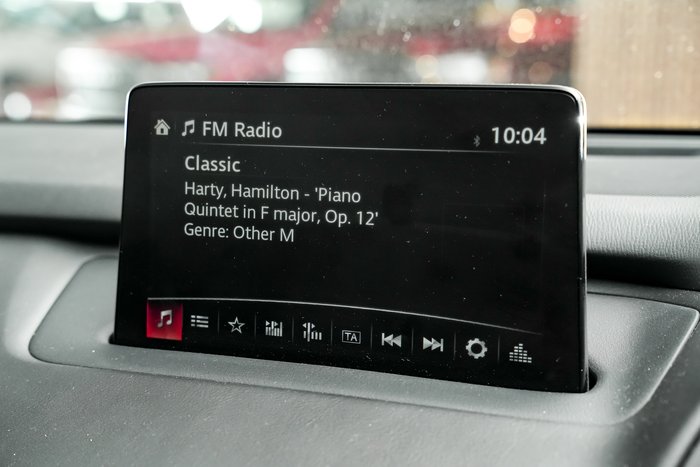 FM Radio
10:04
Classic
Harty, Hamilton - 'Piano
Quintet in F major, Op. 12'
Genre: Other M
TA